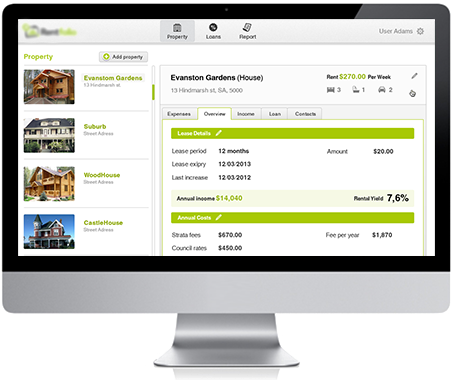 RentFolio
Property
Loans
Report
User Adams
Property
Add property
Evanston Gardens
13 Hindmarsh st.
Suburb
Street Adress
WoodHouse
Street Adress
CastleHouse
Street Adress
Evanston Gardens (House)
13 Hindmarsh st, SA, 5000
Rent $270.00 Per Week
3 1 2
Expenses Overview Income Loan Contacts
Lease Details
Lease period 12 months Amount $20.00
Lease exipry 12/03/2013
Last increase 12/03/2012
Annual income $14,040 Rental Yield 7,6%
Annual Costs
Strata fees $670.00 Fee per year $1,870
Council rates $450.00